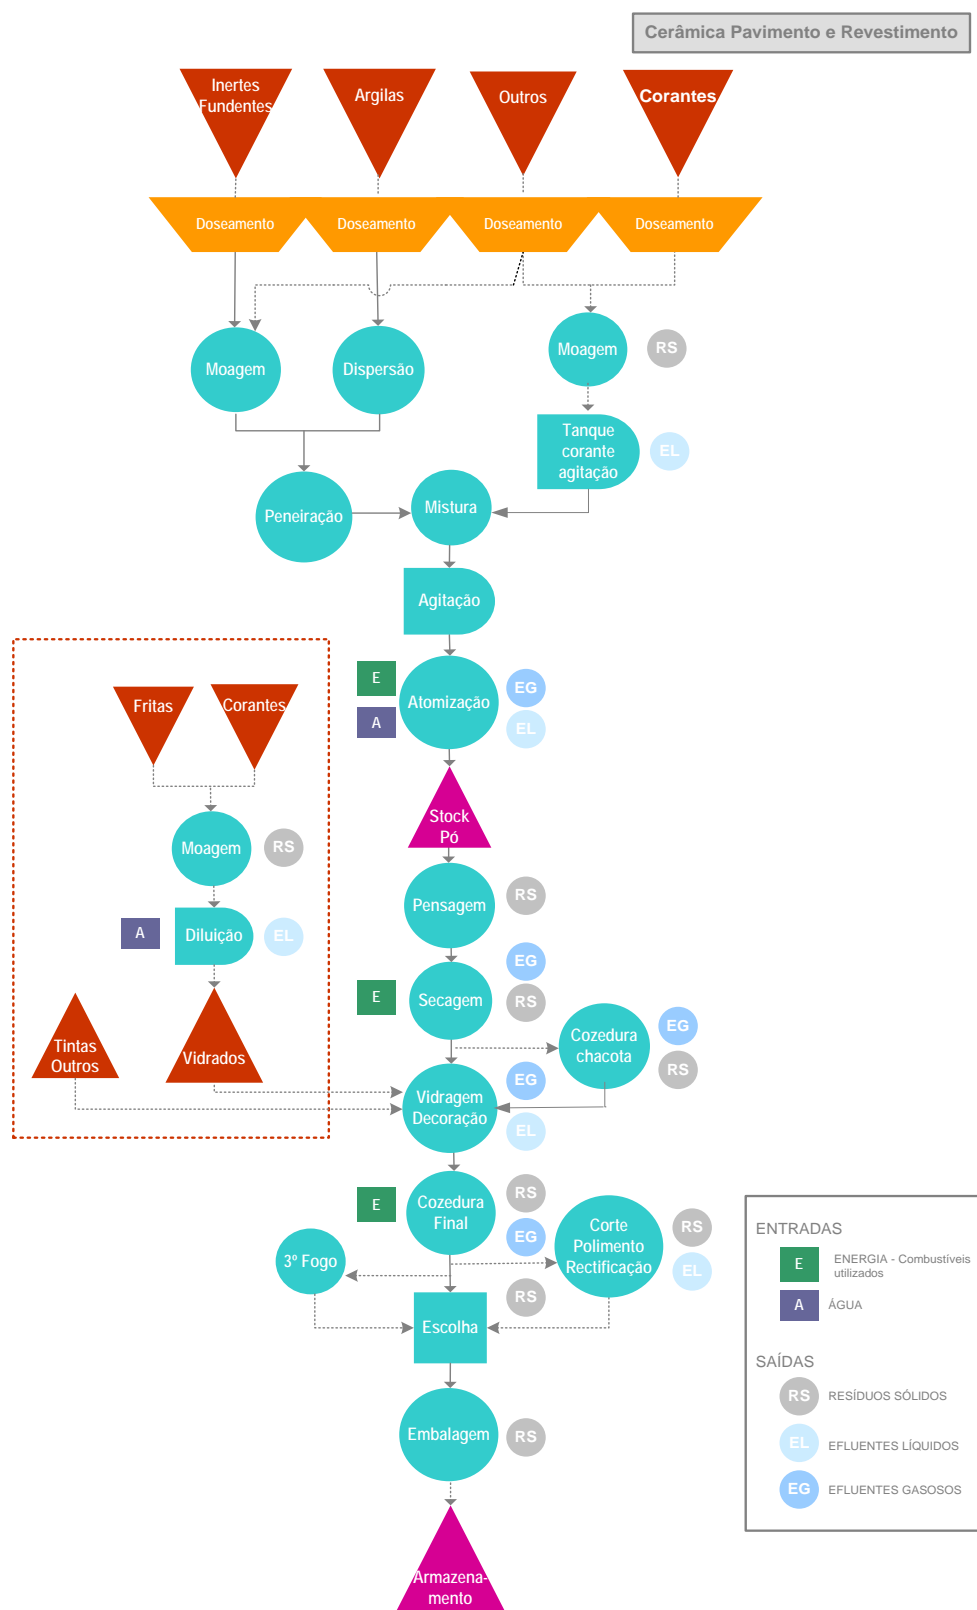 Cerâmica Pavimento e Revestimento
Inertes
Fundentes
Argilas
Outros
Corantes
Doseamento
Doseamento
Doseamento
Doseamento
Moagem
Dispersão
Moagem
RS
Tanque
corante
agitação
EL
Peneiração
Mistura
Agitação
E
A
Atomização
EG
EL
Fritas
Corantes
Stock
Pó
Moagem
RS
Pensagem
RS
A
Diluição
EL
E
Secagem
EG
RS
Cozedura
chacota
EG
RS
Tintas
Outros
Vidrados
Vidragem
Decoração
EG
EL
E
Cozedura
Final
RS
EG
3º Fogo
Corte
Polimento
Rectificação
RS
EL
Escolha
RS
Embalagem
RS
Armazena-
mento
ENTRADAS
E
ENERGIA - Combustíveis
utilizados
A
ÁGUA
SAÍDAS
RS
RESÍDUOS SÓLIDOS
EL
EFLUENTES LÍQUIDOS
EG
EFLUENTES GASOSOS